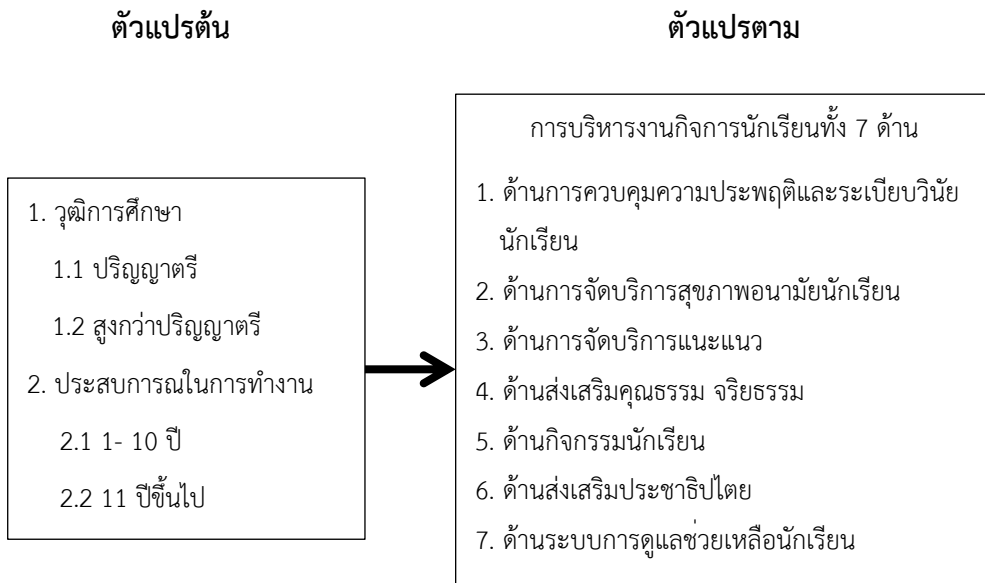 ตัวแปรต้น
ตัวแปรตาม
1. วุฒิการศึกษา
1.1 ปริญญาตรี
1.2 สูงกว่าปริญญาตรี
2. ประสบการณในการทำงาน
2.1 1- 10 ปี
2.2 11 ปีขึ้นไป
การบริหารงานกิจการนักเรียนทั้ง 7 ด้าน
1. ด้านการควบคุมความประพฤติและระเบียบวินัย
นักเรียน
2. ด้านการจัดบริการสุขภาพอนามัยนักเรียน
3. ด้านการจัดบริการแนะแนว
4. ด้านส่งเสริมคุณธรรม จริยธรรม
5. ด้านกิจกรรมนักเรียน
6. ด้านส่งเสริมประชาธิปไตย
7. ด้านระบบการดูแลช่วยเหลือนักเรียน